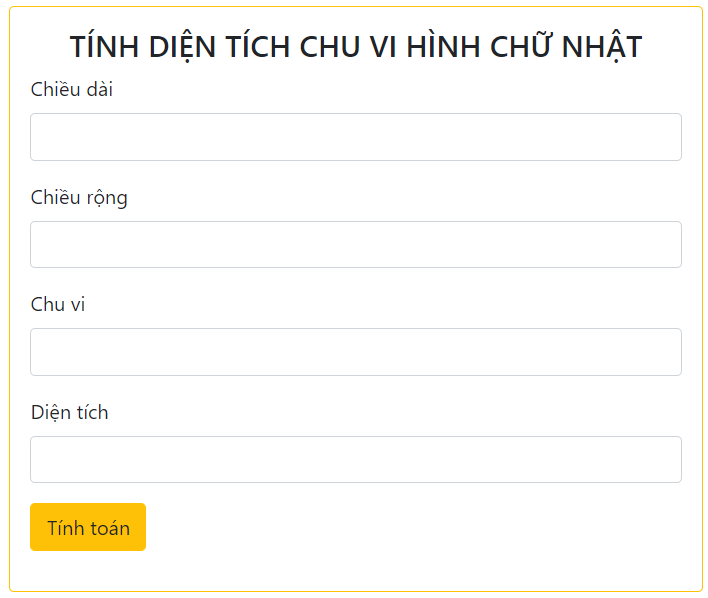 TÍNH DIỆN TÍCH CHU VI HÌNH CHỮ NHẬT
Chiều dài
Chiều rộng
Chu vi
Diện tích
Tính toán